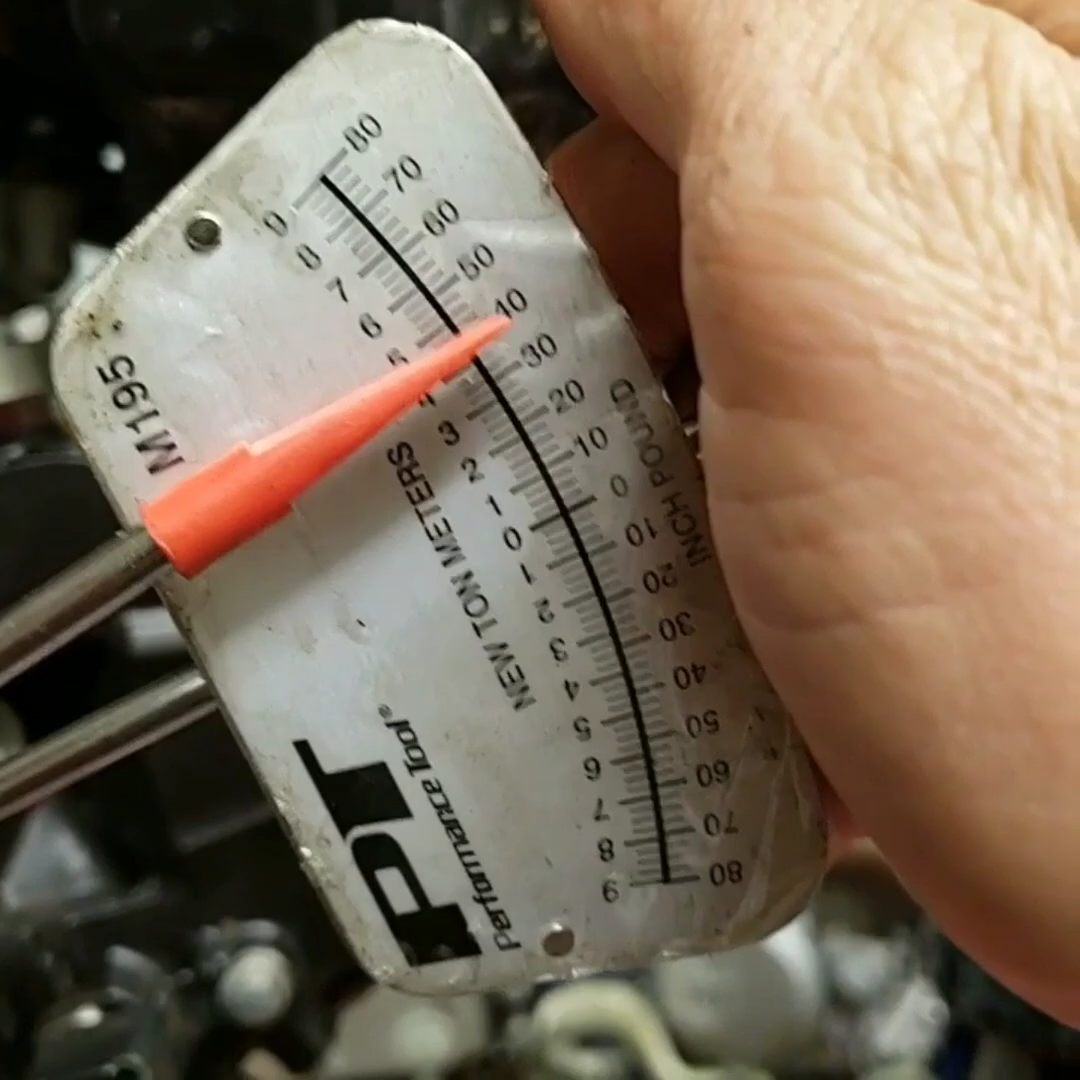 80 70 60 50 40 30 20 10 0 10 20 30 40 50 60 70 80
INCH POUND
9 8 7 6 5 4 3 2 1 0 1 2 3 4 5 6 7 8 9
NEWTON METERS
M195
PT
Performance Tool®